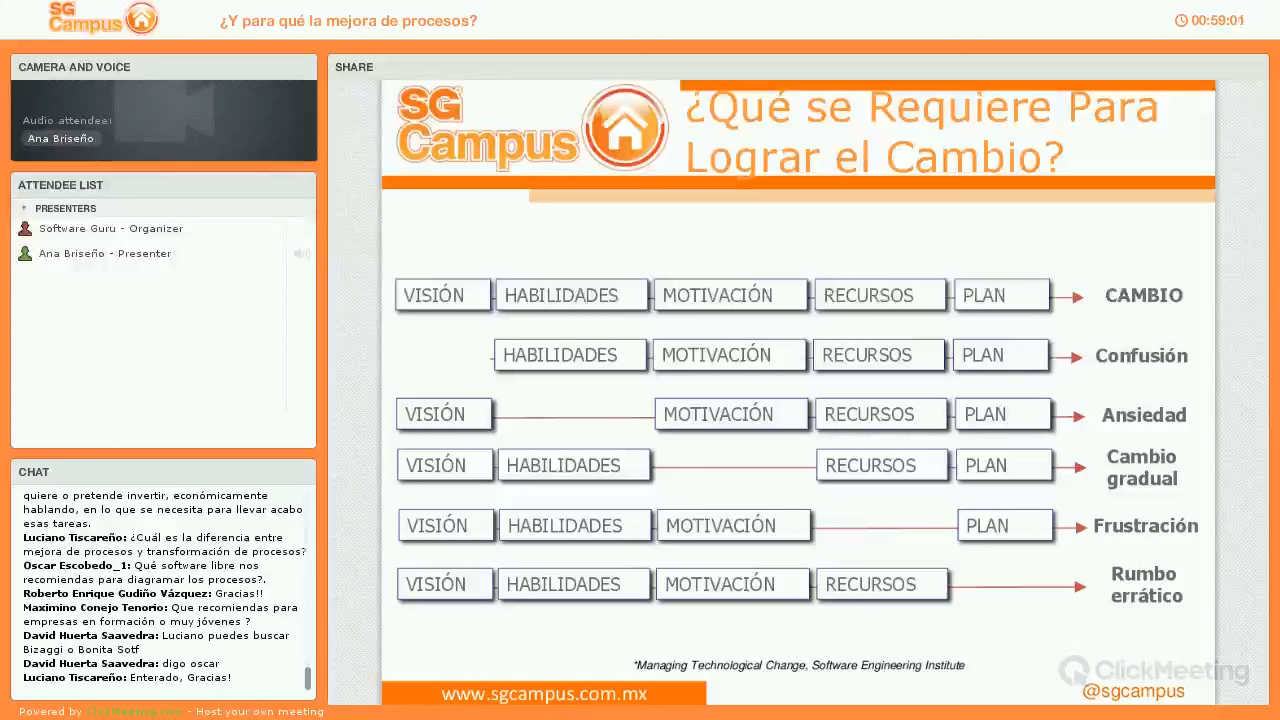 SG Campus
¿Y para qué la mejora de procesos?
00:59:01
CAMERA AND VOICE
Audio attendee:
Ana Briseño
ATTENDEE LIST
PRESENTERS
Software Guru - Organizer
Ana Briseño - Presenter
CHAT
quiere o pretende invertir, económicamente
hablando, en lo que se necesita para llevar acabo
esas tareas.
Luciano Tiscareño: ¿Cuál es la diferencia entre
mejora de procesos y transformación de procesos?
Oscar Escobedo_1: Qué software libre nos
recomiendas para diagramar los procesos?.
Roberto Enrique Gudiño Vázquez: Gracias!!
Maximino Conejo Tenorio: Que recomiendas para
empresas en formación o muy jóvenes ?
David Huerta Saavedra: Luciano puedes buscar
Bizaggi o Bonita Sotf
David Huerta Saavedra: digo oscar
Luciano Tiscareño: Enterado, Gracias!
Powered by ClickMeeting.com - Host your own meeting
SHARE
SG
Campus
¿Qué se Requiere Para
Lograr el Cambio?
VISIÓN HABILIDADES MOTIVACIÓN RECURSOS PLAN CAMBIO
HABILIDADES MOTIVACIÓN RECURSOS PLAN Confusión
VISIÓN MOTIVACIÓN RECURSOS PLAN Ansiedad
VISIÓN HABILIDADES RECURSOS PLAN Cambio
gradual
VISIÓN HABILIDADES MOTIVACIÓN PLAN Frustración
VISIÓN HABILIDADES MOTIVACIÓN RECURSOS Rumbo
errático
*Managing Technological Change, Software Engineering Institute
ClickMeeting
www.sgcampus.com.mx
@sgcampus